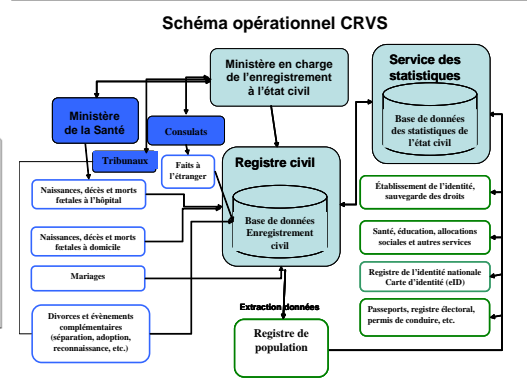 Schéma opérationnel CRVS
Ministère en charge
de l'enregistrement
à l'état civil
Service des
statistiques
Base de données
des statistiques de
l'état civil
Ministère
de la Santé
Consulats
Tribunaux
Faits à
l'étranger
Registre civil
Base de données
Enregistrement
civil
Naissances, décès et morts
fœtales à l'hôpital
Naissances, décès et morts
fœtales à domicile
Mariages
Divorces et évènements
complémentaires
(séparation, adoption,
reconnaissance, etc.)
Extraction données
Registre de
population
Établissement de l'identité,
sauvegarde des droits
Santé, éducation, allocations
sociales et autres services
Registre de l'identité nationale
Carte d'identité (eID)
Passeports, registre électoral,
permis de conduire, etc.